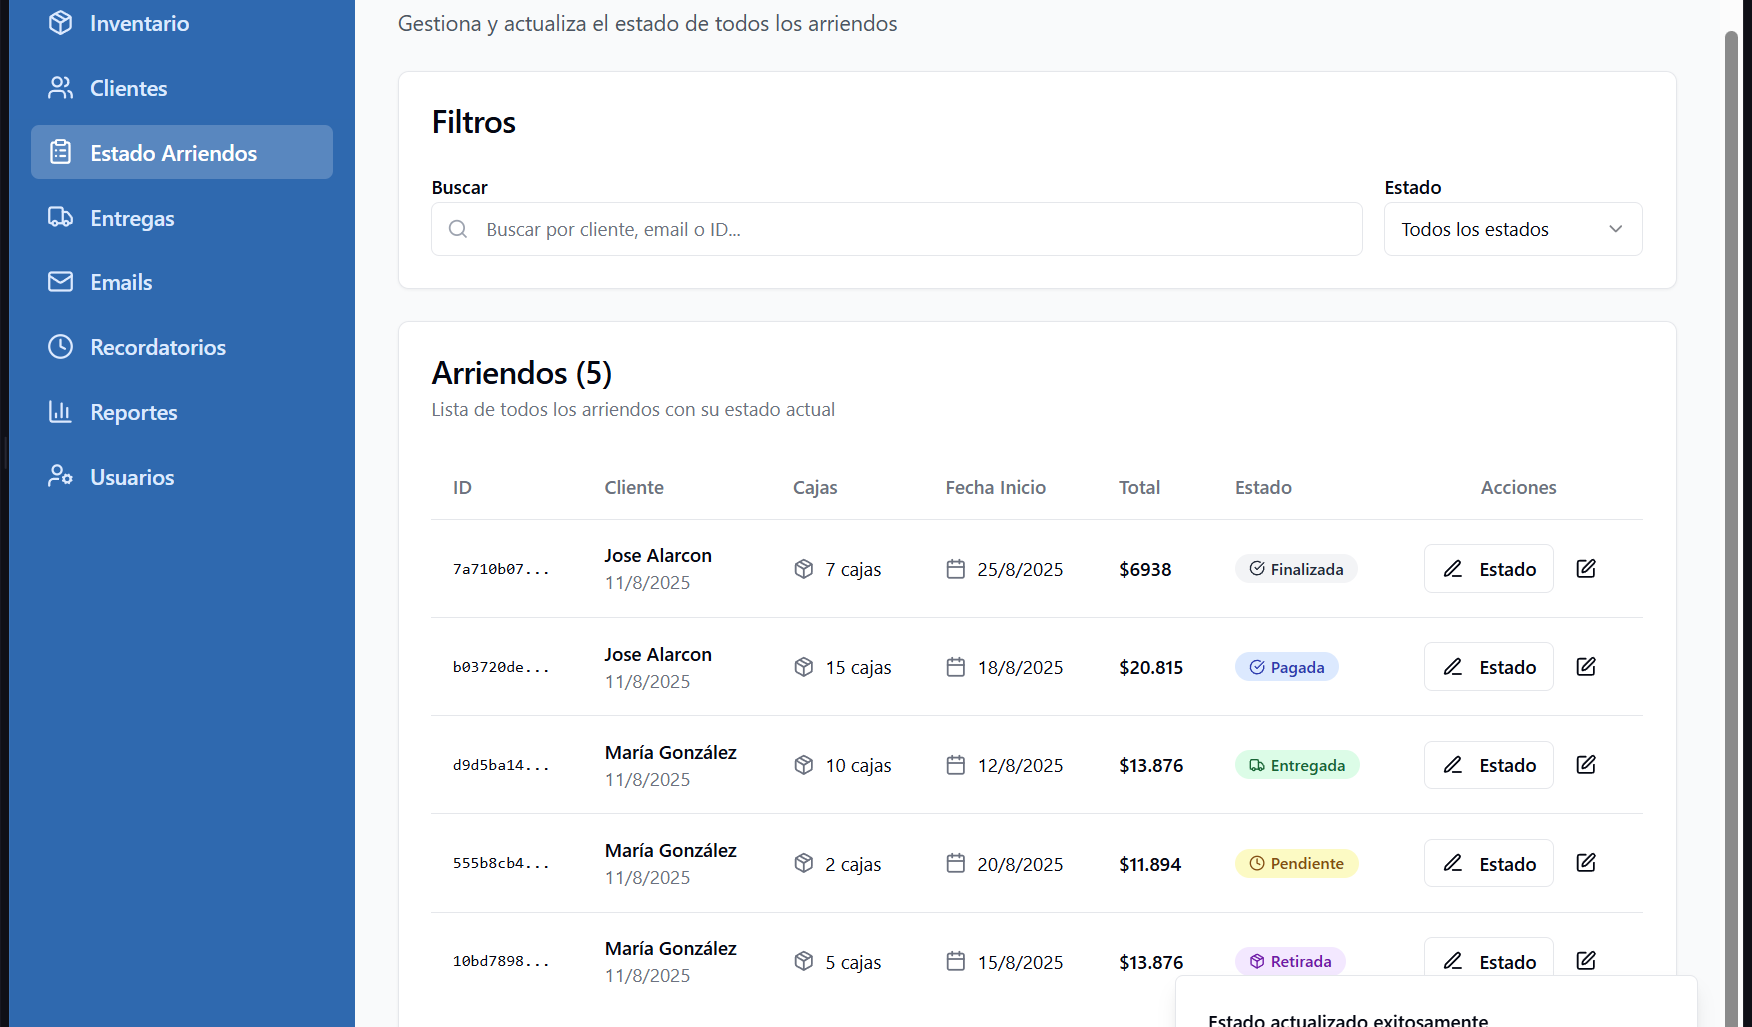 Inventario
Clientes
Estado Arriendos
Entregas
Emails
Recordatorios
Reportes
Usuarios
Gestiona y actualiza el estado de todos los arriendos
Filtros
Buscar
Buscar por cliente, email o ID...
Estado
Todos los estados
Arriendos (5)
Lista de todos los arriendos con su estado actual
ID Cliente Cajas Fecha Inicio Total Estado Acciones
7a710b07... Jose Alarcon 7 cajas 25/8/2025 $6938 Finalizada Estado
11/8/2025
b03720de... Jose Alarcon 15 cajas 18/8/2025 $20.815 Pagada Estado
11/8/2025
d9d5ba14... María González 10 cajas 12/8/2025 $13.876 Entregada Estado
11/8/2025
555b8cb4... María González 2 cajas 20/8/2025 $11.894 Pendiente Estado
11/8/2025
10bd7898... María González 5 cajas 15/8/2025 $13.876 Retirada Estado
11/8/2025
Estado actualizado exitosamente